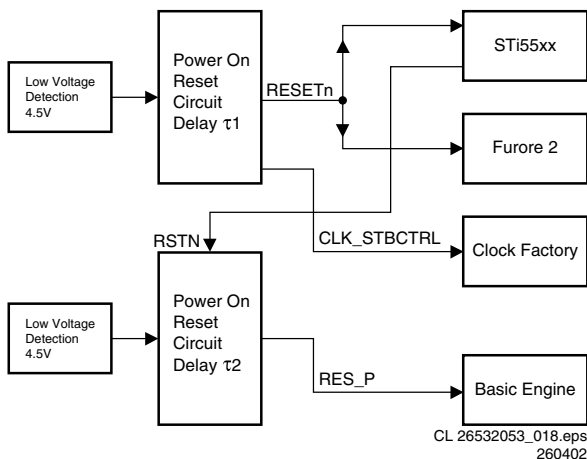 Low Voltage
Detection
4.5V
Power On
Reset
Circuit
Delay τ1
RESETn
STi55xx
Furore 2
RSTN
CLK_STBCTRL
Clock Factory
Low Voltage
Detection
4.5V
Power On
Reset
Circuit
Delay τ2
RES_P
Basic Engine
CL 26532053_018.eps
260402